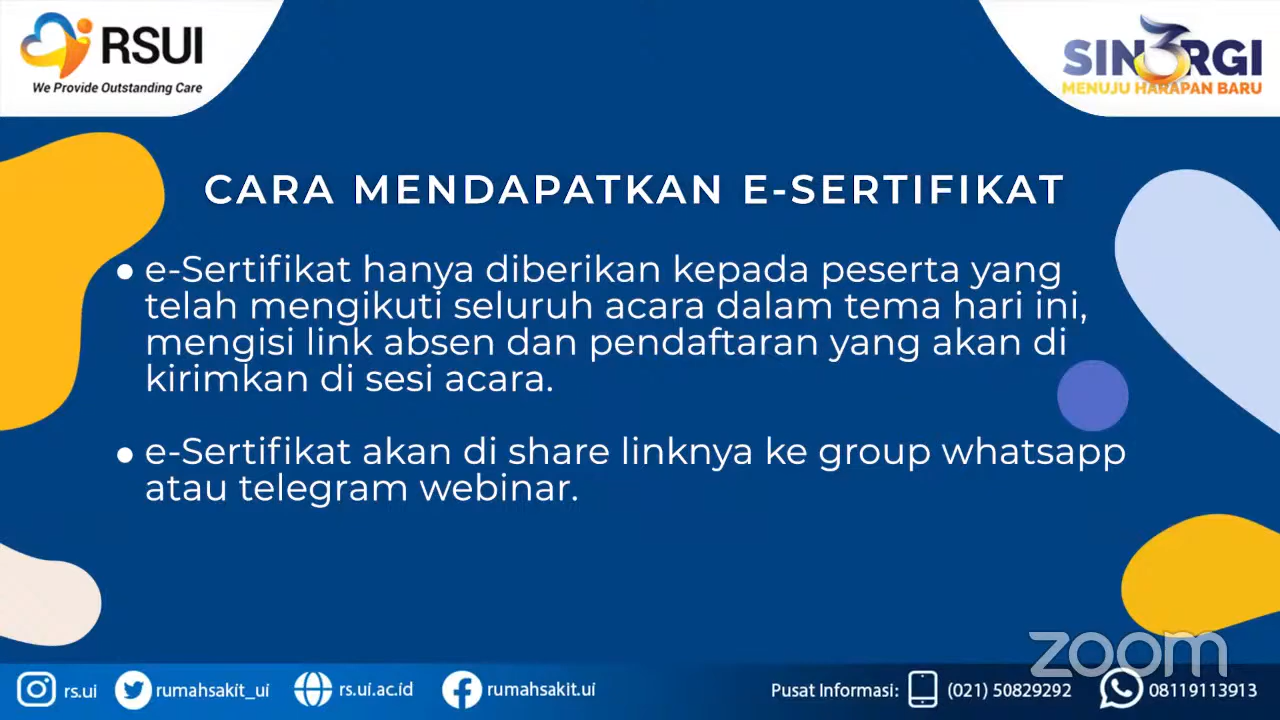 RSUI
We Provide Outstanding Care
SIN3RGI
MENUJU HARAPAN BARU
CARA MENDAPATKAN E-SERTIFIKAT
• e-Sertifikat hanya diberikan kepada peserta yang
telah mengikuti seluruh acara dalam tema hari ini,
mengisi link absen dan pendaftaran yang akan di
kirimkan di sesi acara.
• e-Sertifikat akan di share linknya ke group whatsapp
atau telegram webinar.
zoom
rs.ui
rumahsakit_ui
rs.ui.ac.id
rumahsakit.ui
Pusat Informasi: (021) 50829292
08119113913